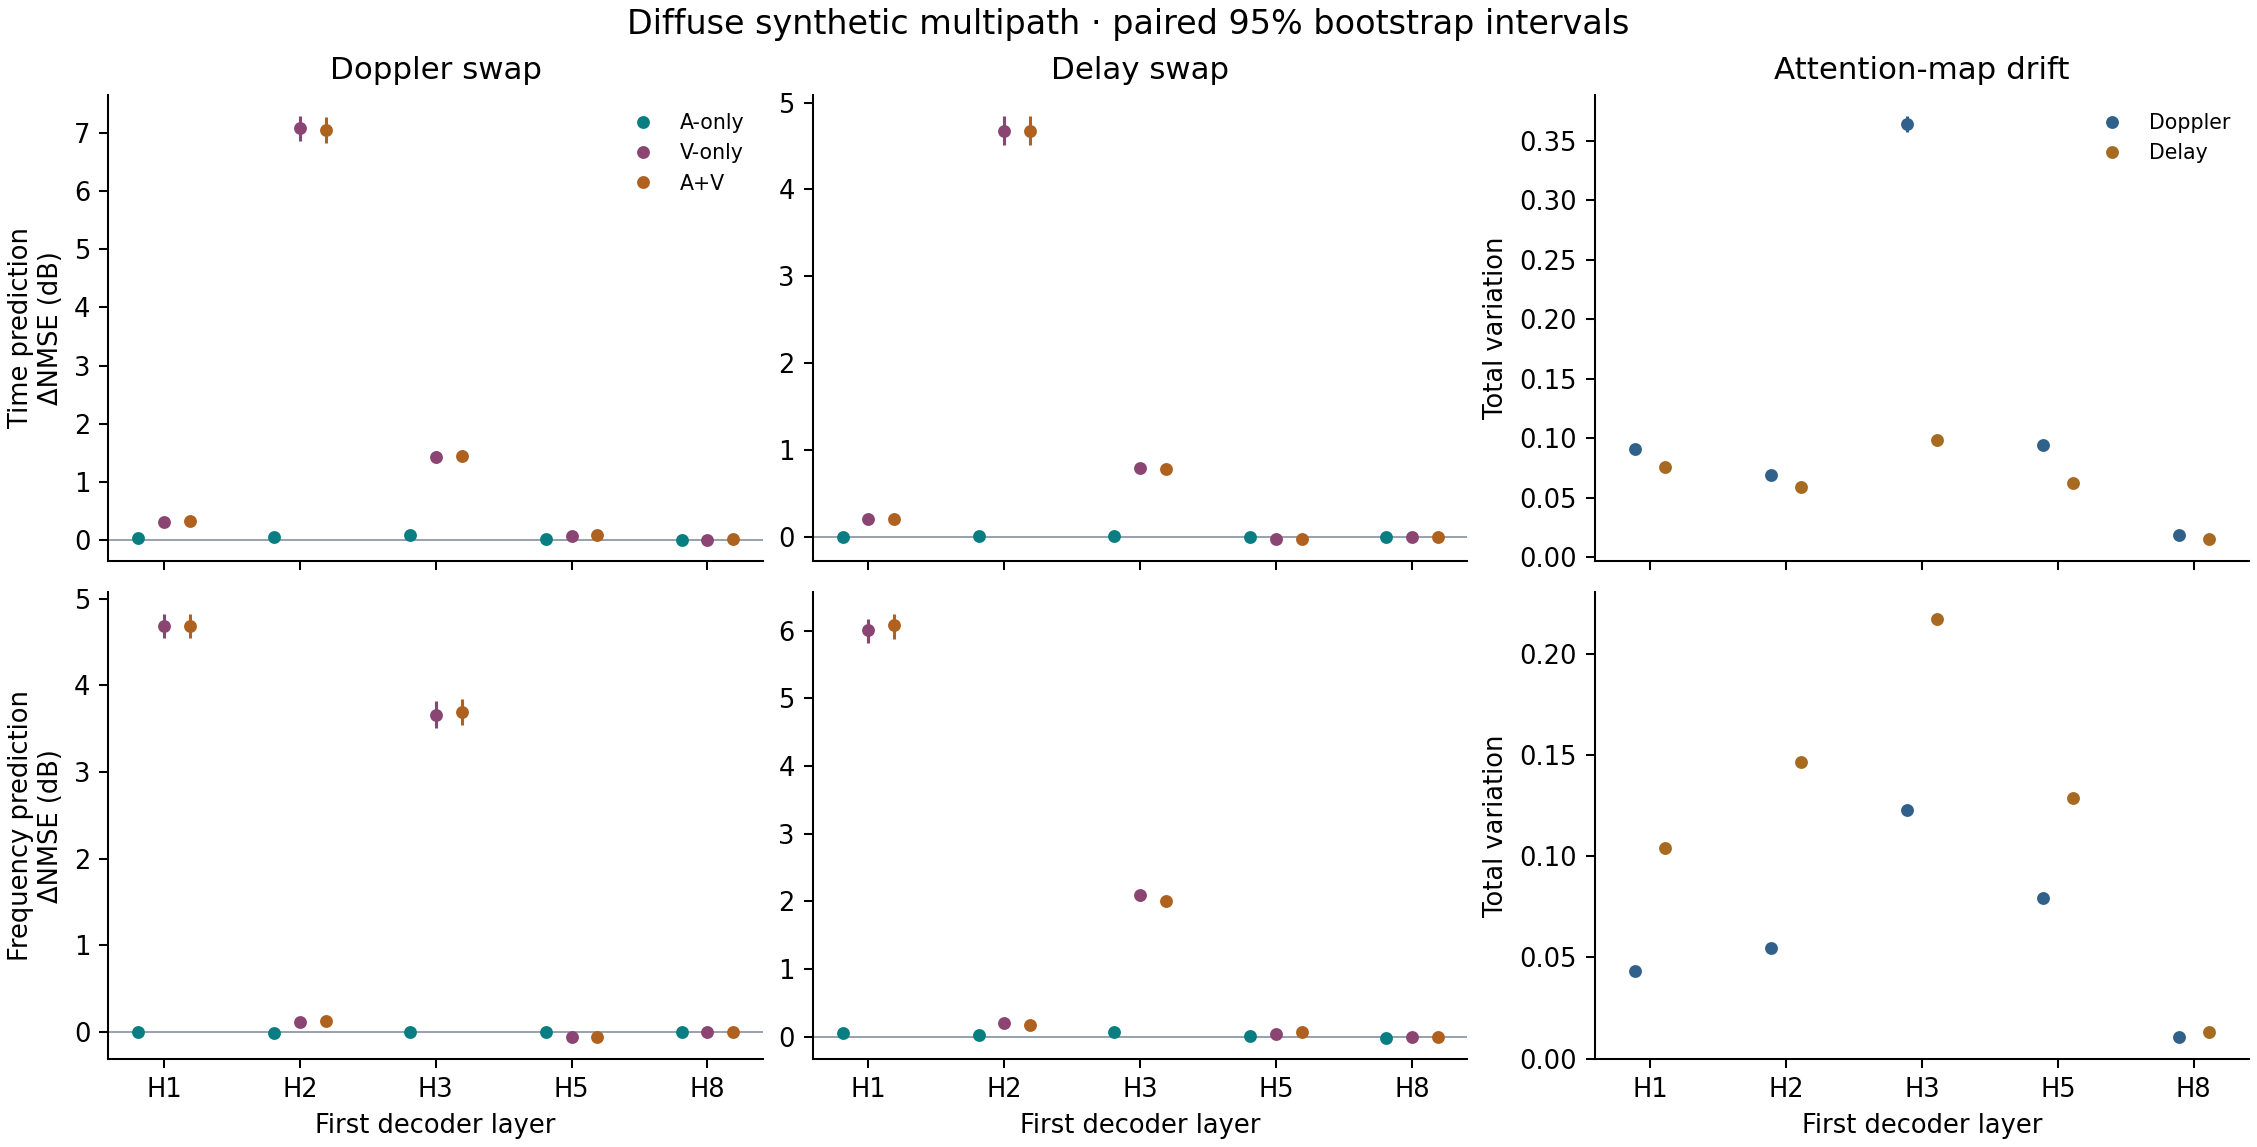 Diffuse synthetic multipath · paired 95% bootstrap intervals
Doppler swap
Delay swap
Attention-map drift
Time prediction
ΔNMSE (dB)
7
6
5
4
3
2
1
0
A-only
V-only
A+V
5
4
3
2
1
0
Total variation
0.35
0.30
0.25
0.20
0.15
0.10
0.05
0.00
Doppler
Delay
Frequency prediction
ΔNMSE (dB)
5
4
3
2
1
0
H1
H2
H3
H5
H8
First decoder layer
6
5
4
3
2
1
0
H1
H2
H3
H5
H8
First decoder layer
Total variation
0.20
0.15
0.10
0.05
0.00
H1
H2
H3
H5
H8
First decoder layer